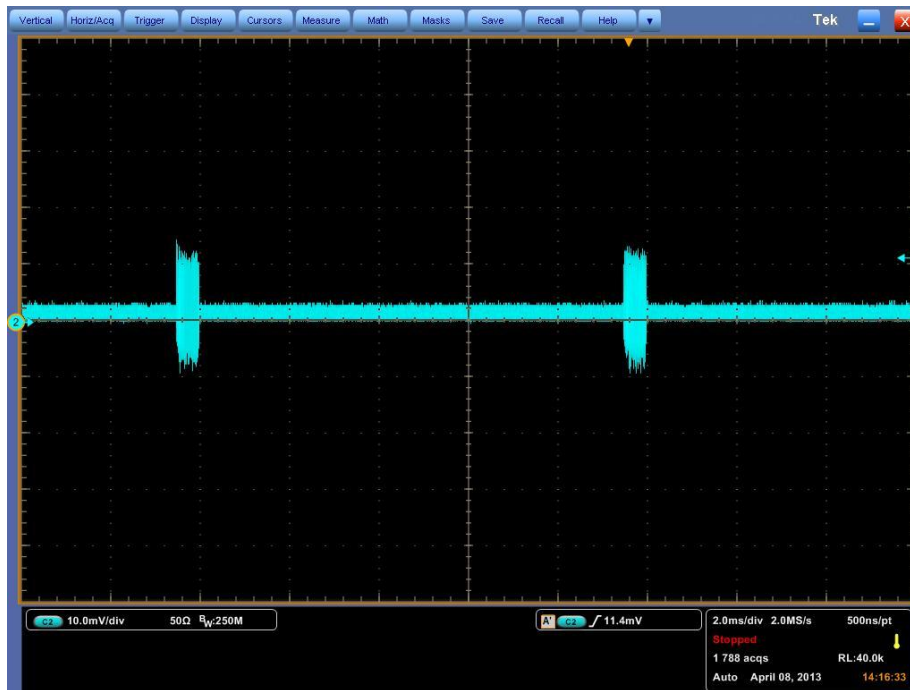 Vertical Horiz/Acq Trigger Display Cursors Measure Math Masks Save Recall Help Tek X
2
C2 10.0mV/div 50Ω BW:250M
A' C2 11.4mV
2.0ms/div 2.0MS/s 500ns/pt
Stopped
1 788 acqs RL:40.0k
Auto April 08, 2013 14:16:33